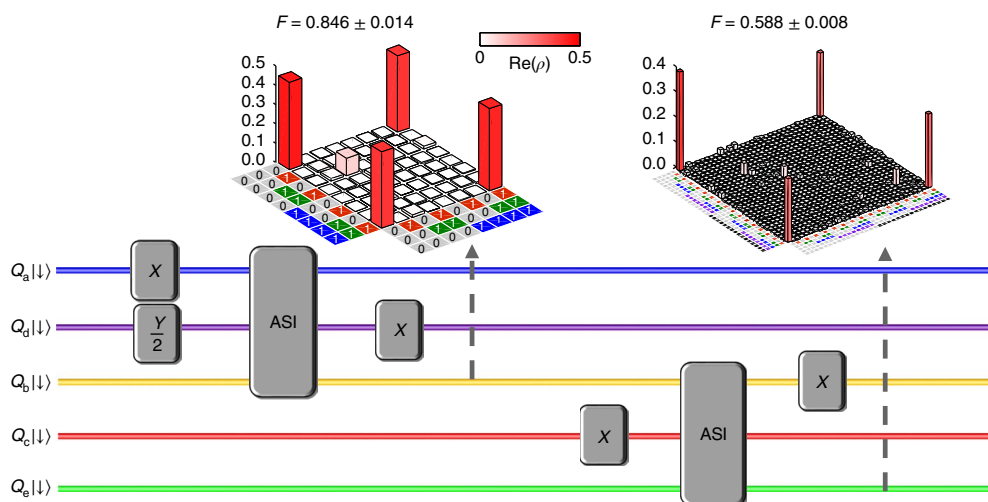 F = 0.846 ± 0.014
F = 0.588 ± 0.008
0
0.5
Re(ρ)
0.5
0.4
0.3
0.2
0.1
0.0
0.4
0.3
0.2
0.1
0.0
Qa|↓⟩
X
ASI
Qd|↓⟩
Y
2
X
Qb|↓⟩
X
Qc|↓⟩
X
ASI
Qe|↓⟩